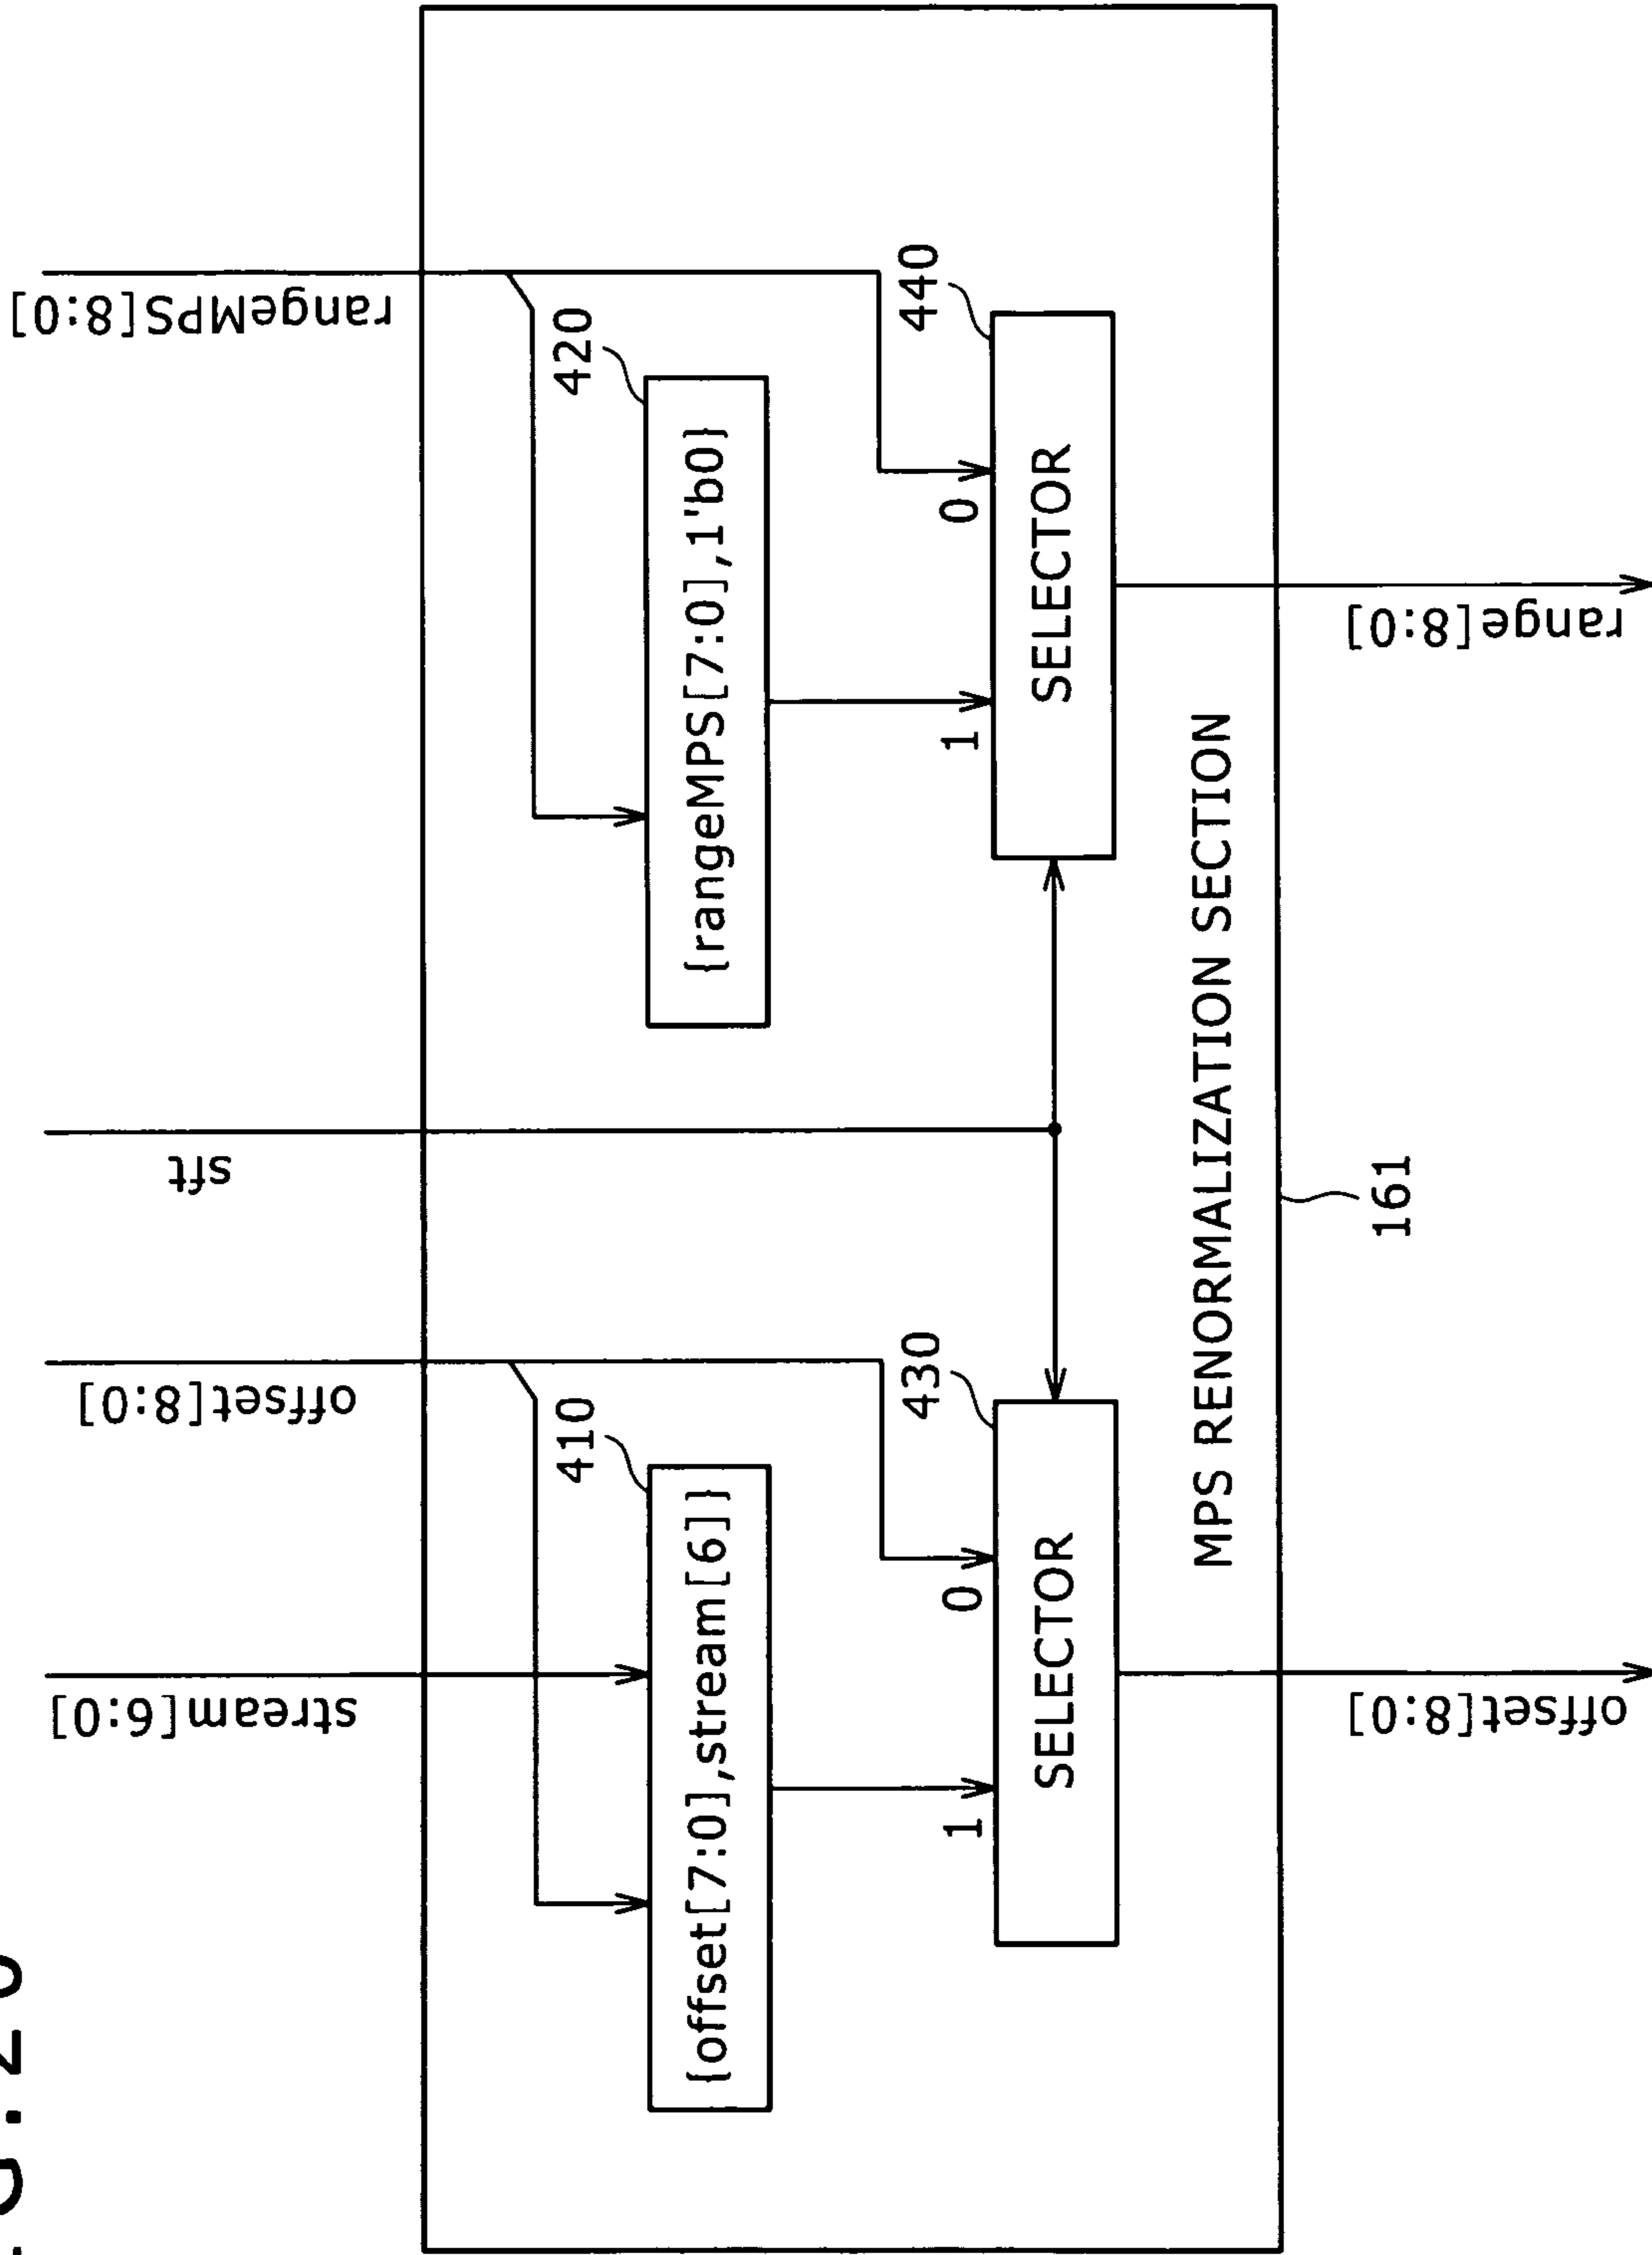 stream[6:0]
offset[8:0]
sft
rangeMPS[8:0]
410
420
{offset[7:0],stream[6]}
{rangeMPS[7:0],1'b0}
430
440
1
0
1
0
SELECTOR
SELECTOR
MPS RENORMALIZATION SECTION
161
offset[8:0]
range[8:0]